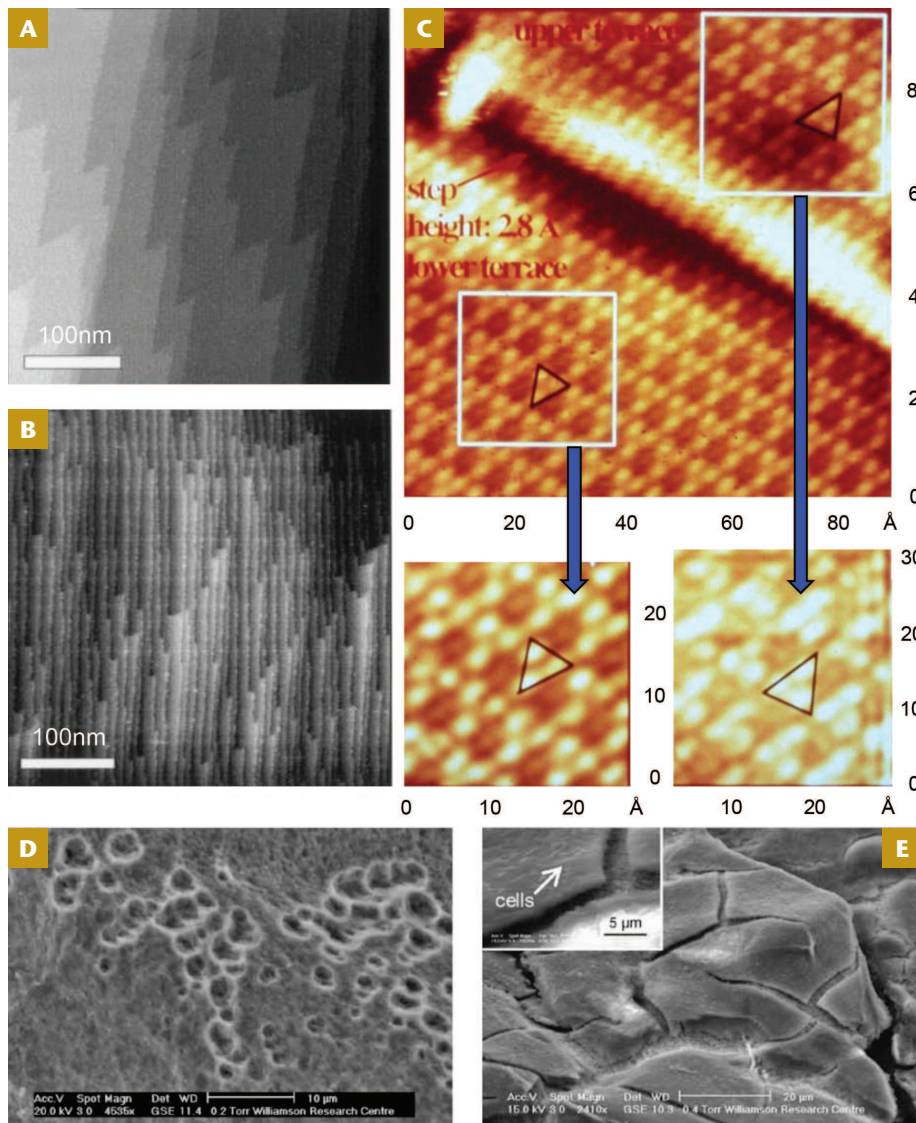 A
100nm
B
100nm
C
upper terrace
step
height: 2.8 Å
lower terrace
8
6
4
2
0
0 20 40 60 80 Å
20
10
0
0 10 20 Å
30
20
10
0
10 20
D
Acc.V Spot Magn Det WD 10 µm
20.0 kV 3.0 4535x GSE 11.4 0.2 Torr Williamson Research Centre
E
cells
5 µm
Acc.V Spot Magn Det WD 20 µm
15.0 kV 3.0 2410x GSE 10.3 0.4 Torr Williamson Research Centre